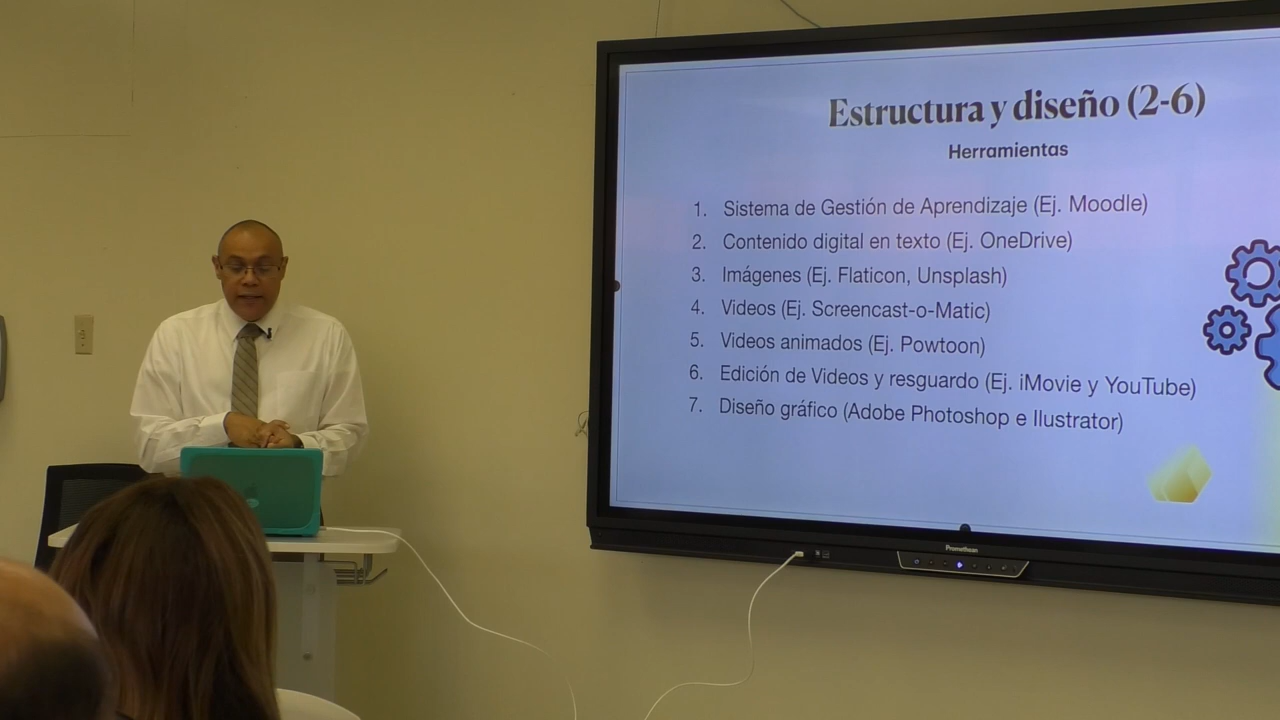 Estructura y diseño (2-6)
Herramientas
1. Sistema de Gestión de Aprendizaje (Ej. Moodle)
2. Contenido digital en texto (Ej. OneDrive)
3. Imágenes (Ej. Flaticon, Unsplash)
4. Videos (Ej. Screencast-o-Matic)
5. Videos animados (Ej. Powtoon)
6. Edición de Videos y resguardo (Ej. iMovie y YouTube)
7. Diseño gráfico (Adobe Photoshop e Ilustrator)
Promethean